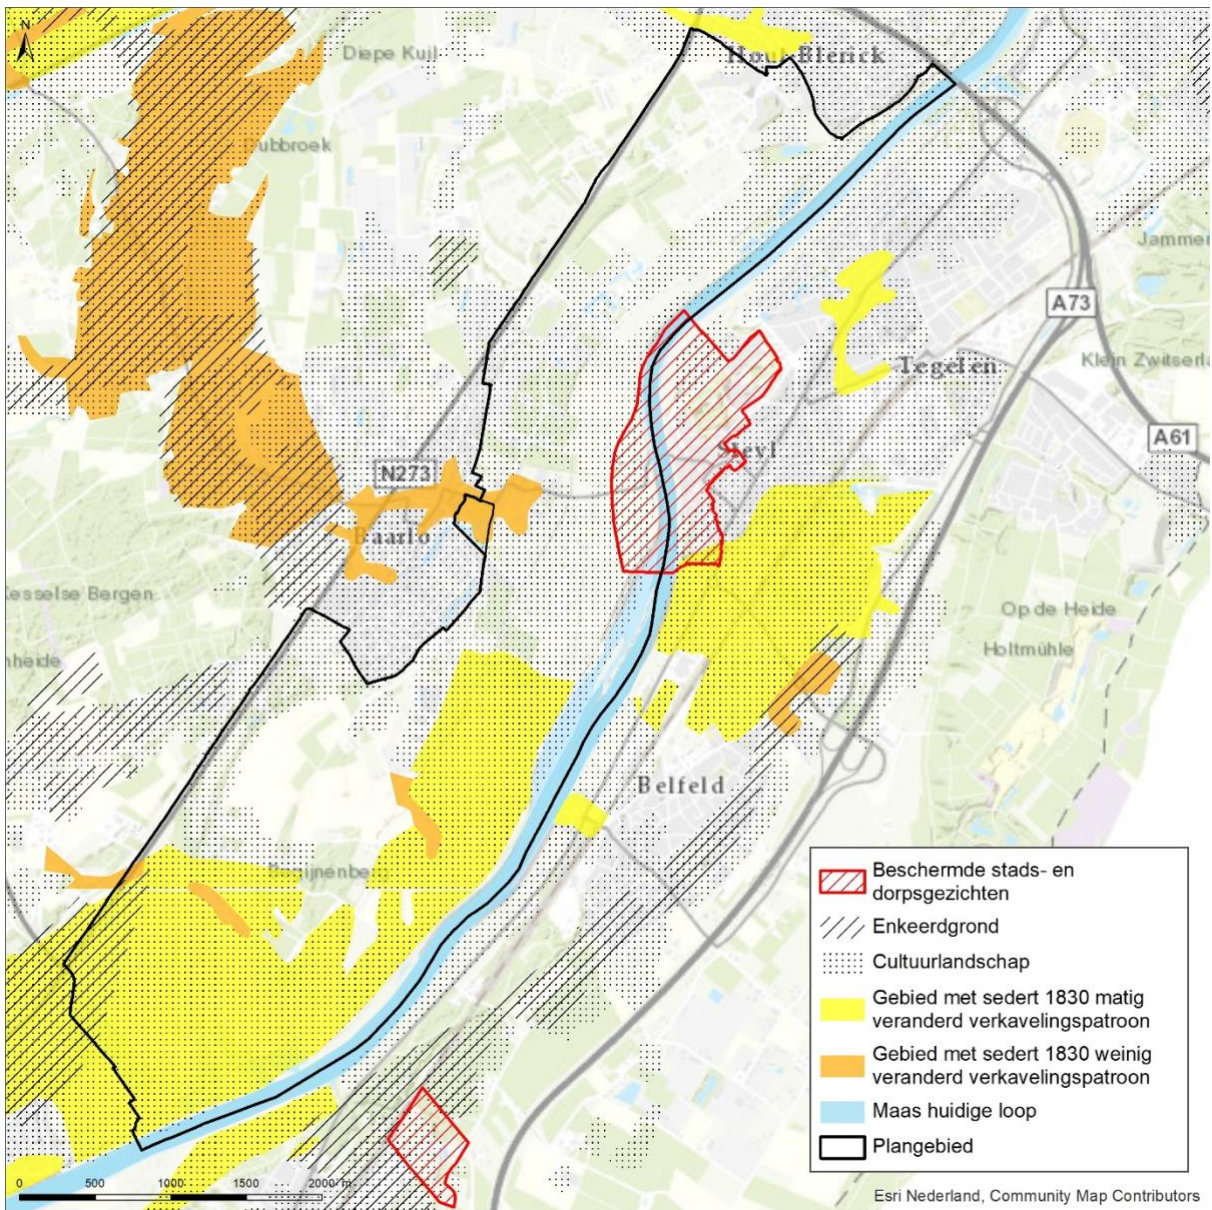 N
Diepe Kuil
Hout-Blerick
Dubbroek
Jammer
A73
Tegelen
Klein Zwitserla
A61
Steyl
N273
Baarlo
Kesselse Bergen
Op de Heide
nheide
Holtmühle
Belfeld
Beschermde stads- en
dorpsgezichten
Enkeerdgrond
Cultuurlandschap
Gebied met sedert 1830 matig
veranderd verkavelingspatroon
Gebied met sedert 1830 weinig
veranderd verkavelingspatroon
Maas huidige loop
Plangebied
0 500 1000 1500 2000 m
Esri Nederland, Community Map Contributors